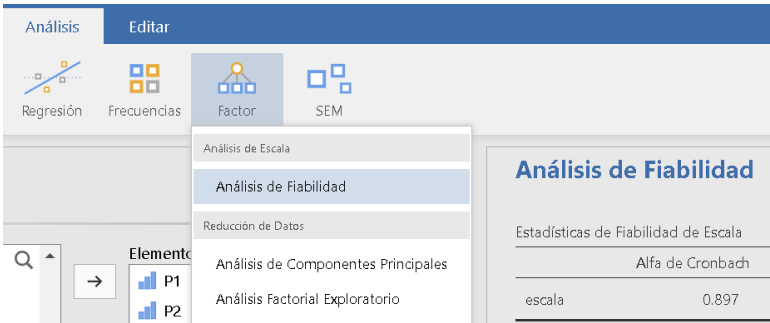 Análisis
Editar
Regresión
Frecuencias
Factor
SEM
Análisis de Escala
Análisis de Fiabilidad
Reducción de Datos
Análisis de Componentes Principales
Análisis Factorial Exploratorio
Elemento
P1
P2
Análisis de Fiabilidad
Estadísticas de Fiabilidad de Escala
Alfa de Cronbach
escala 0.897